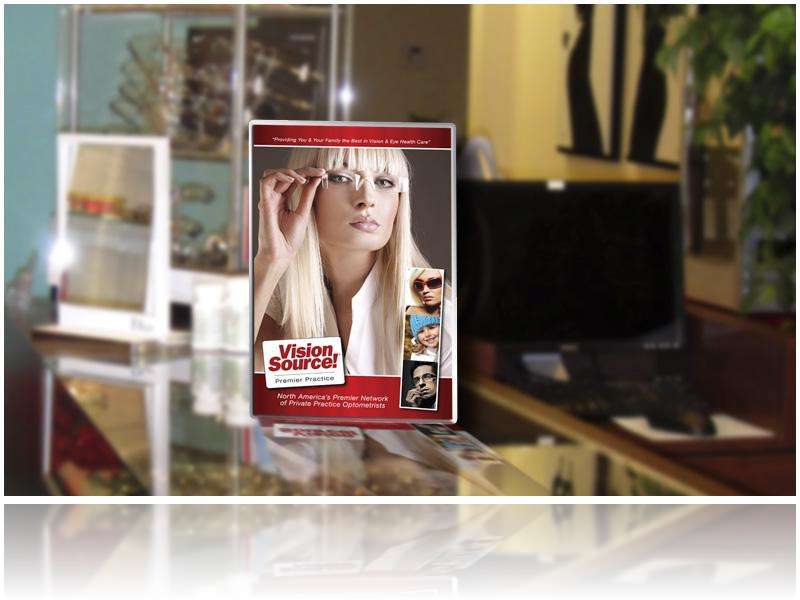 "Providing You & Your Family the Best in Vision & Eye Health Care"
Vision
Source!
Premier Practice
North America's Premier Network
of Private Practice Optometrists